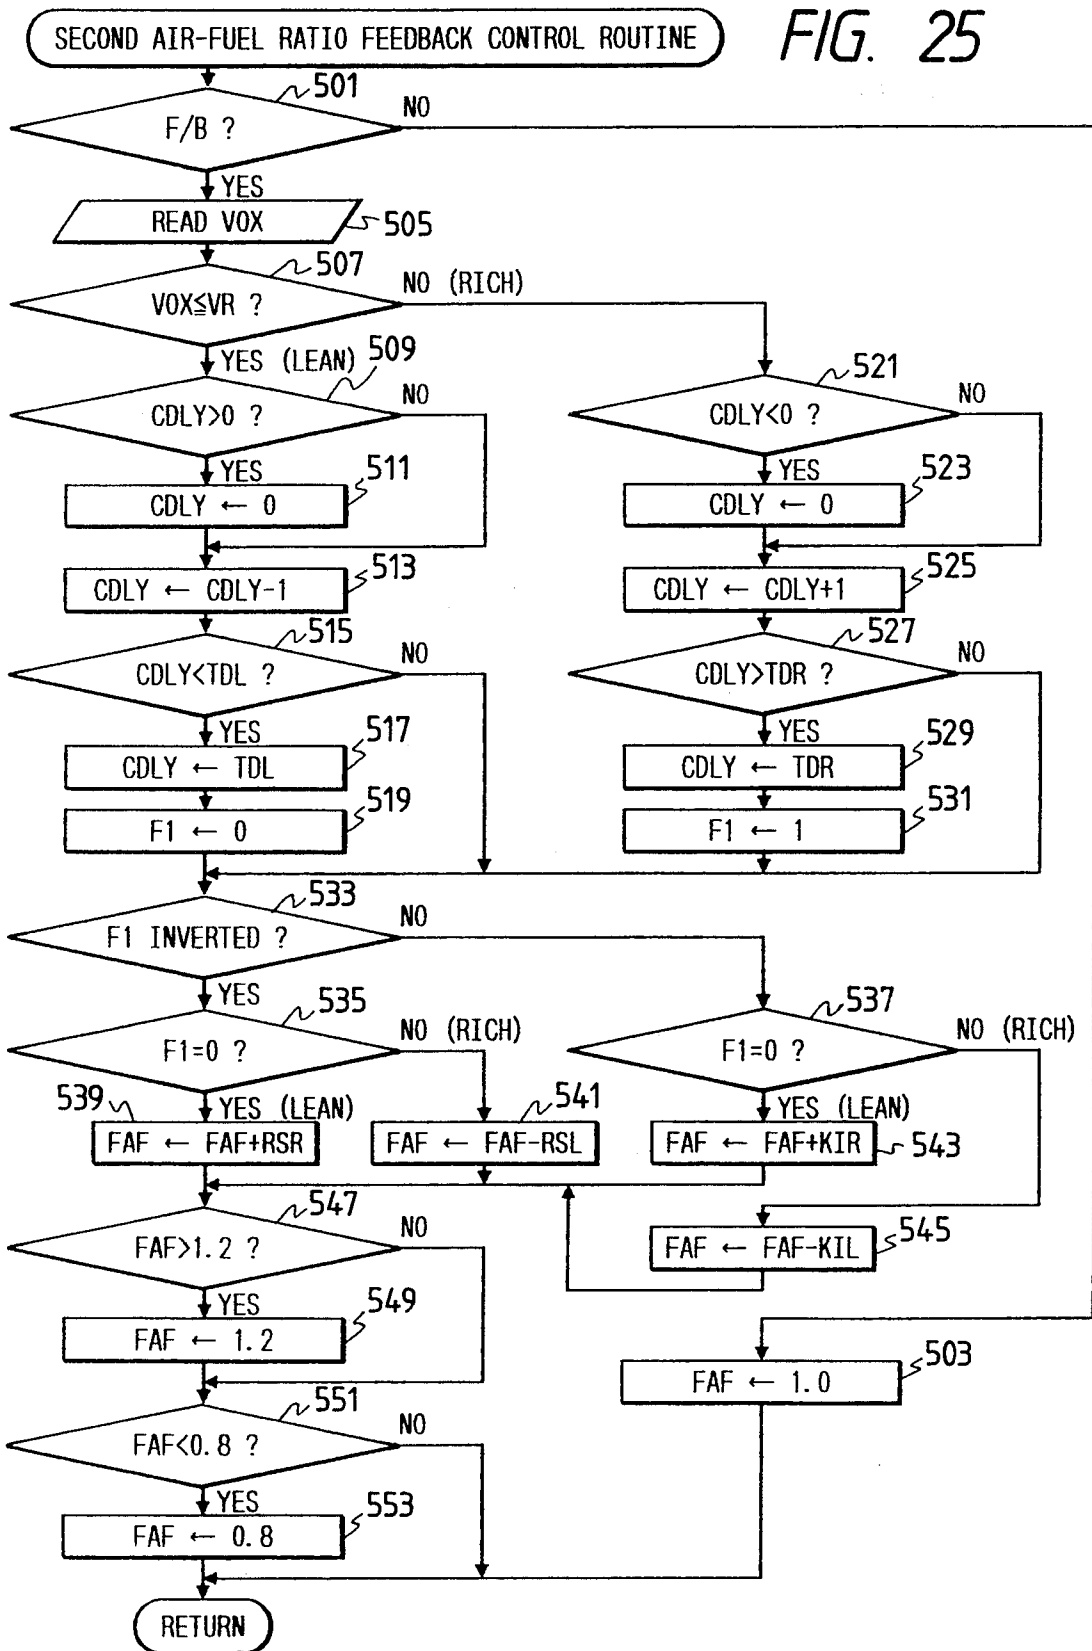 SECOND AIR-FUEL RATIO FEEDBACK CONTROL ROUTINE
FIG. 25
501
F/B ?
NO
YES
READ VOX
505
507
VOX≦VR ?
NO (RICH)
YES (LEAN)
509
CDLY>0 ?
NO
YES
511
CDLY ← 0
CDLY ← CDLY-1
513
515
CDLY<TDL ?
NO
YES
517
CDLY ← TDL
519
F1 ← 0
521
CDLY<0 ?
NO
YES
523
CDLY ← 0
525
CDLY ← CDLY+1
527
CDLY>TDR ?
NO
YES
529
CDLY ← TDR
531
F1 ← 1
533
F1 INVERTED ?
NO
YES
535
F1=0 ?
NO (RICH)
YES (LEAN)
537
F1=0 ?
NO (RICH)
YES (LEAN)
539
FAF ← FAF+RSR
541
FAF ← FAF-RSL
FAF ← FAF+KIR
543
FAF ← FAF-KIL
545
547
FAF>1.2 ?
NO
YES
549
FAF ← 1.2
503
FAF ← 1.0
551
FAF<0.8 ?
NO
YES
553
FAF ← 0.8
RETURN